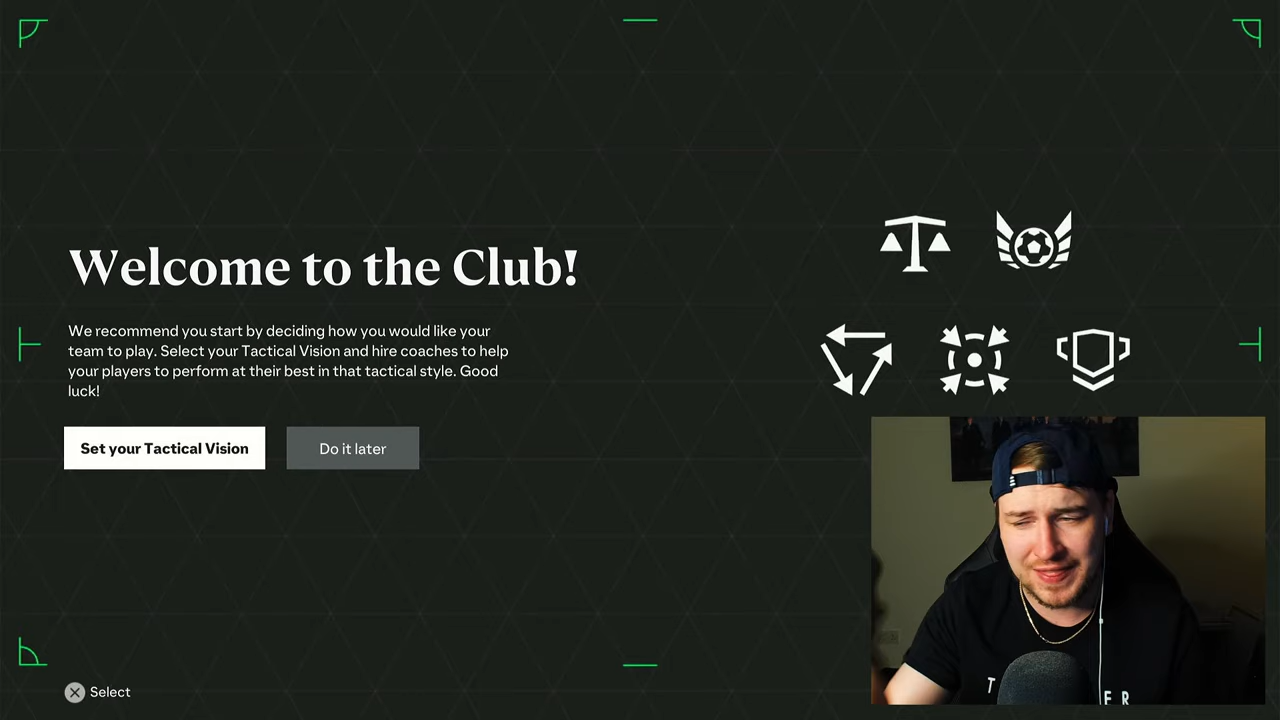 Welcome to the Club!
We recommend you start by deciding how you would like your
team to play. Select your Tactical Vision and hire coaches to help
your players to perform at their best in that tactical style. Good
luck!
Set your Tactical Vision
Do it later
Select